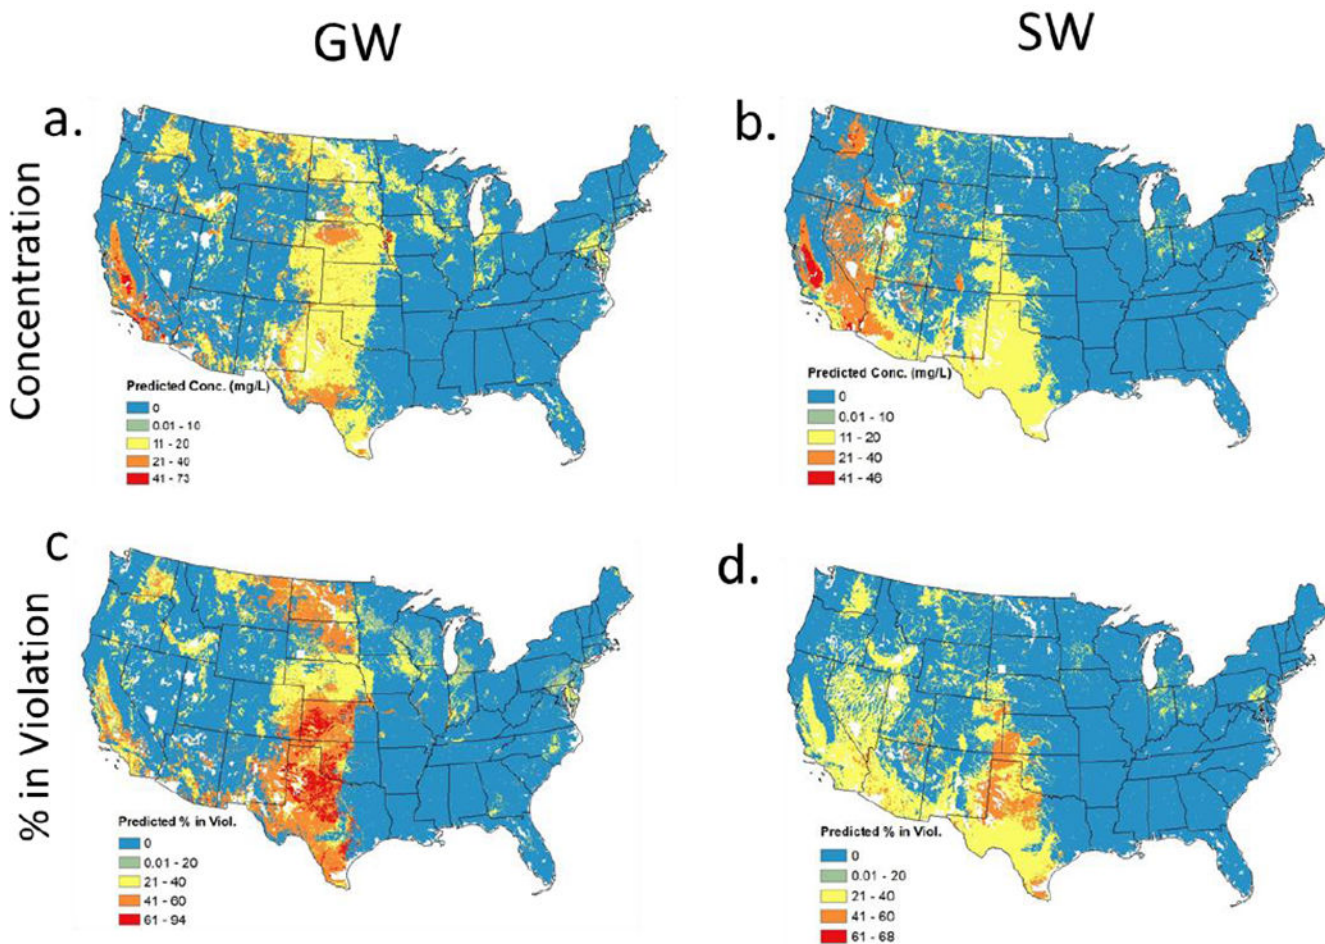 GW
SW
a.
b.
Concentration
Predicted Conc. (mg/L)
0
0.01 - 10
11 - 20
21 - 40
41 - 73
Predicted Conc. (mg/L)
0
0.01 - 10
11 - 20
21 - 40
41 - 46
c
d.
% in Violation
Predicted % in Viol.
0
0.01 - 20
21 - 40
41 - 60
61 - 94
Predicted % in Viol.
0
0.01 - 20
21 - 40
41 - 60
61 - 68